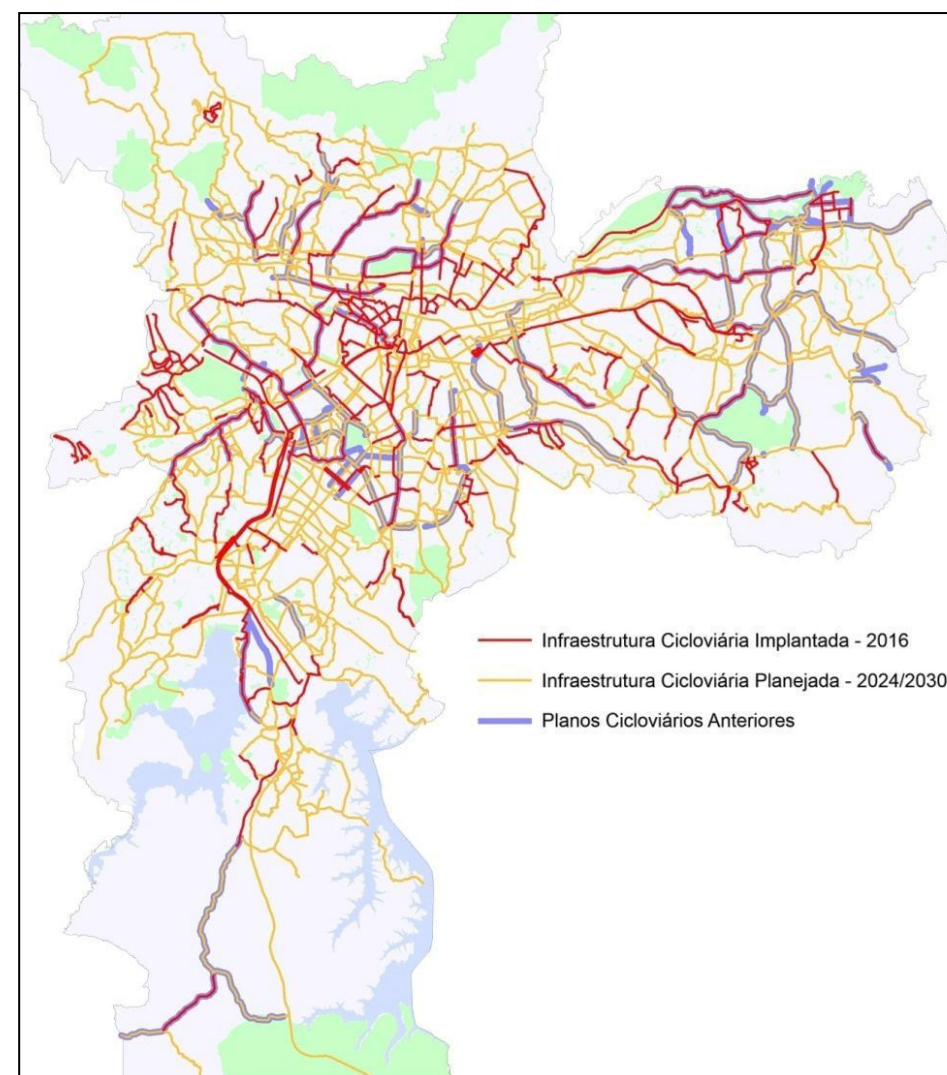 Infraestrutura Cicloviária Implantada - 2016
Infraestrutura Cicloviária Planejada - 2024/2030
Planos Cicloviários Anteriores